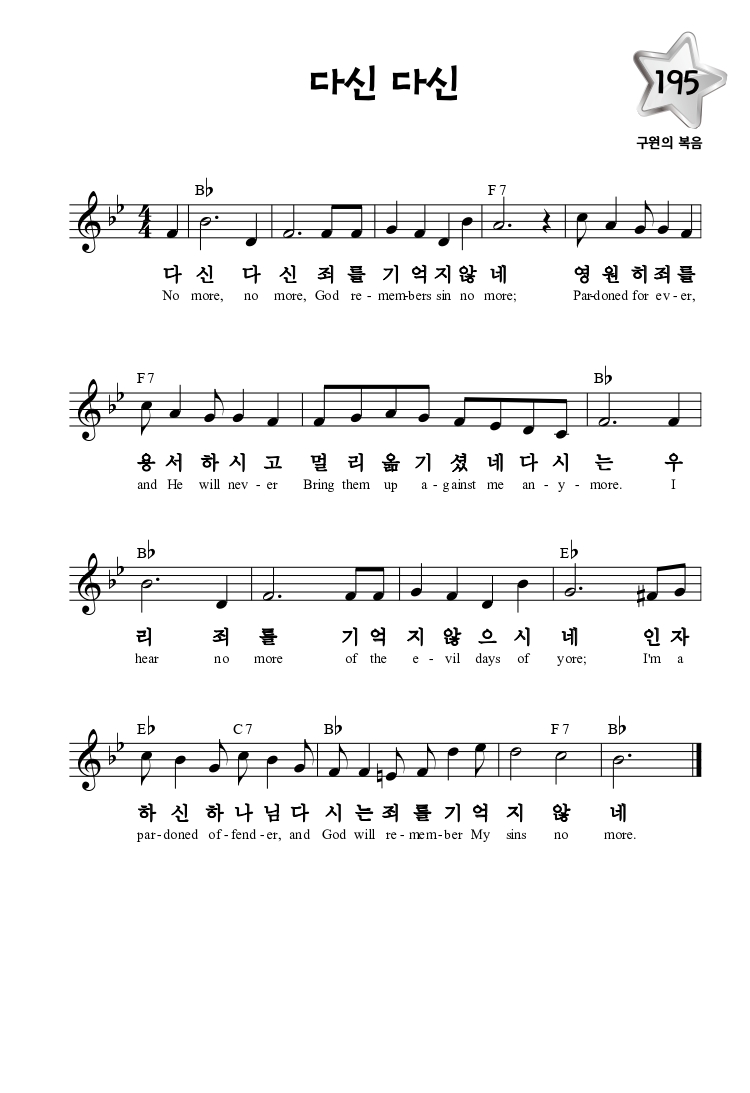 다신 다신
195
구원의 복음
B♭ F7
다 신 다 신 죄 를 기 억 지 않 네 영 원 히 죄 를
No more, no more, God re - mem-bers sin no more; Par-doned for ev - er,
F7 B♭
용 서 하 시 고 멀 리 옮 기 셨 네 다 시 는 우
and He will nev - er Bring them up a - gainst me an - y - more. I
B♭ E♭
리 죄 를 기 억 지 않 으 시 네 인 자
hear no more of the e - vil days of yore; I'm a
E♭ C7 B♭ F7 B♭
하 신 하 나 님 다 시 는 죄 를 기 억 지 않 네
par-doned of-fend-er, and God will re-mem-ber My sins no more.